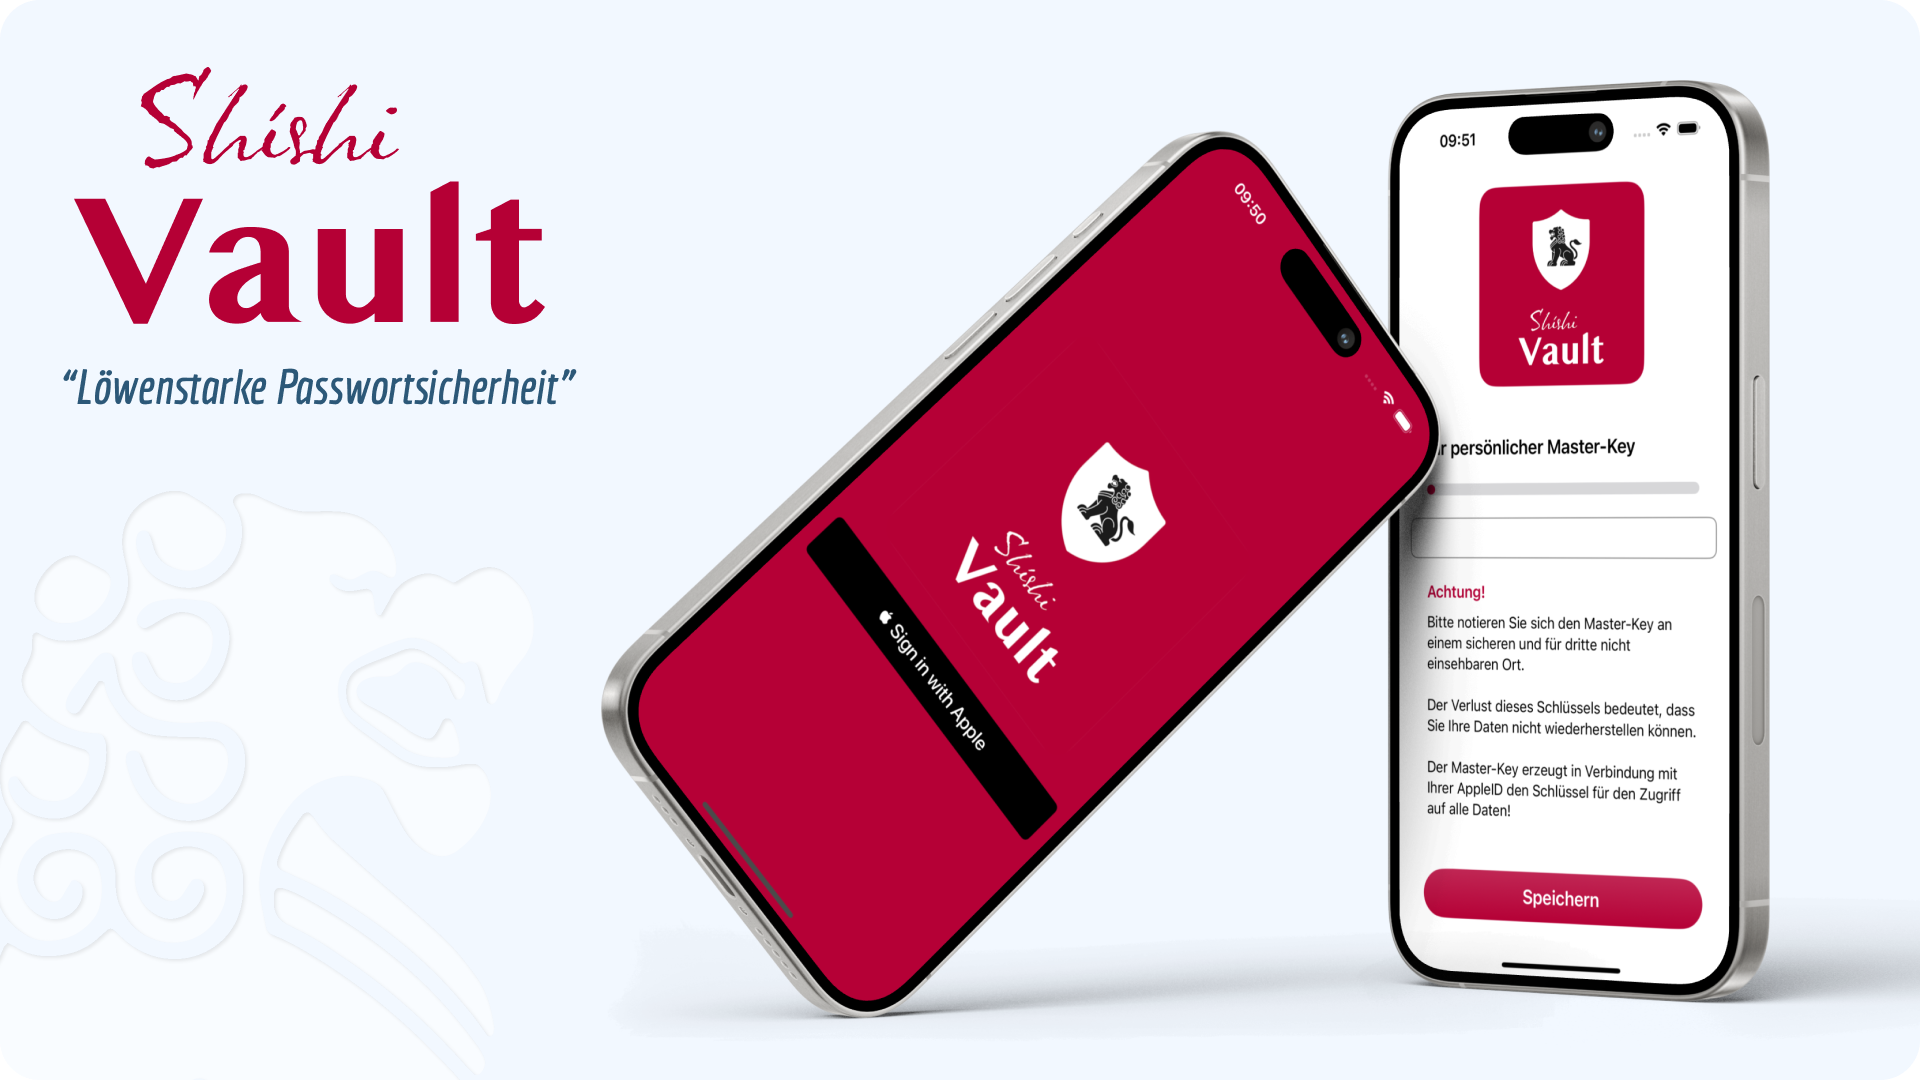 Shishi
Vault
“Löwenstarke Passwortsicherheit”
09:50
Shishi
Vault
Sign in with Apple
09:51
Shishi
Vault
r persönlicher Master-Key
Achtung!
Bitte notieren Sie sich den Master-Key an
einem sicheren und für dritte nicht
einsehbaren Ort.
Der Verlust dieses Schlüssels bedeutet, dass
Sie Ihre Daten nicht wiederherstellen können.
Der Master-Key erzeugt in Verbindung mit
Ihrer AppleID den Schlüssel für den Zugriff
auf alle Daten!
Speichern